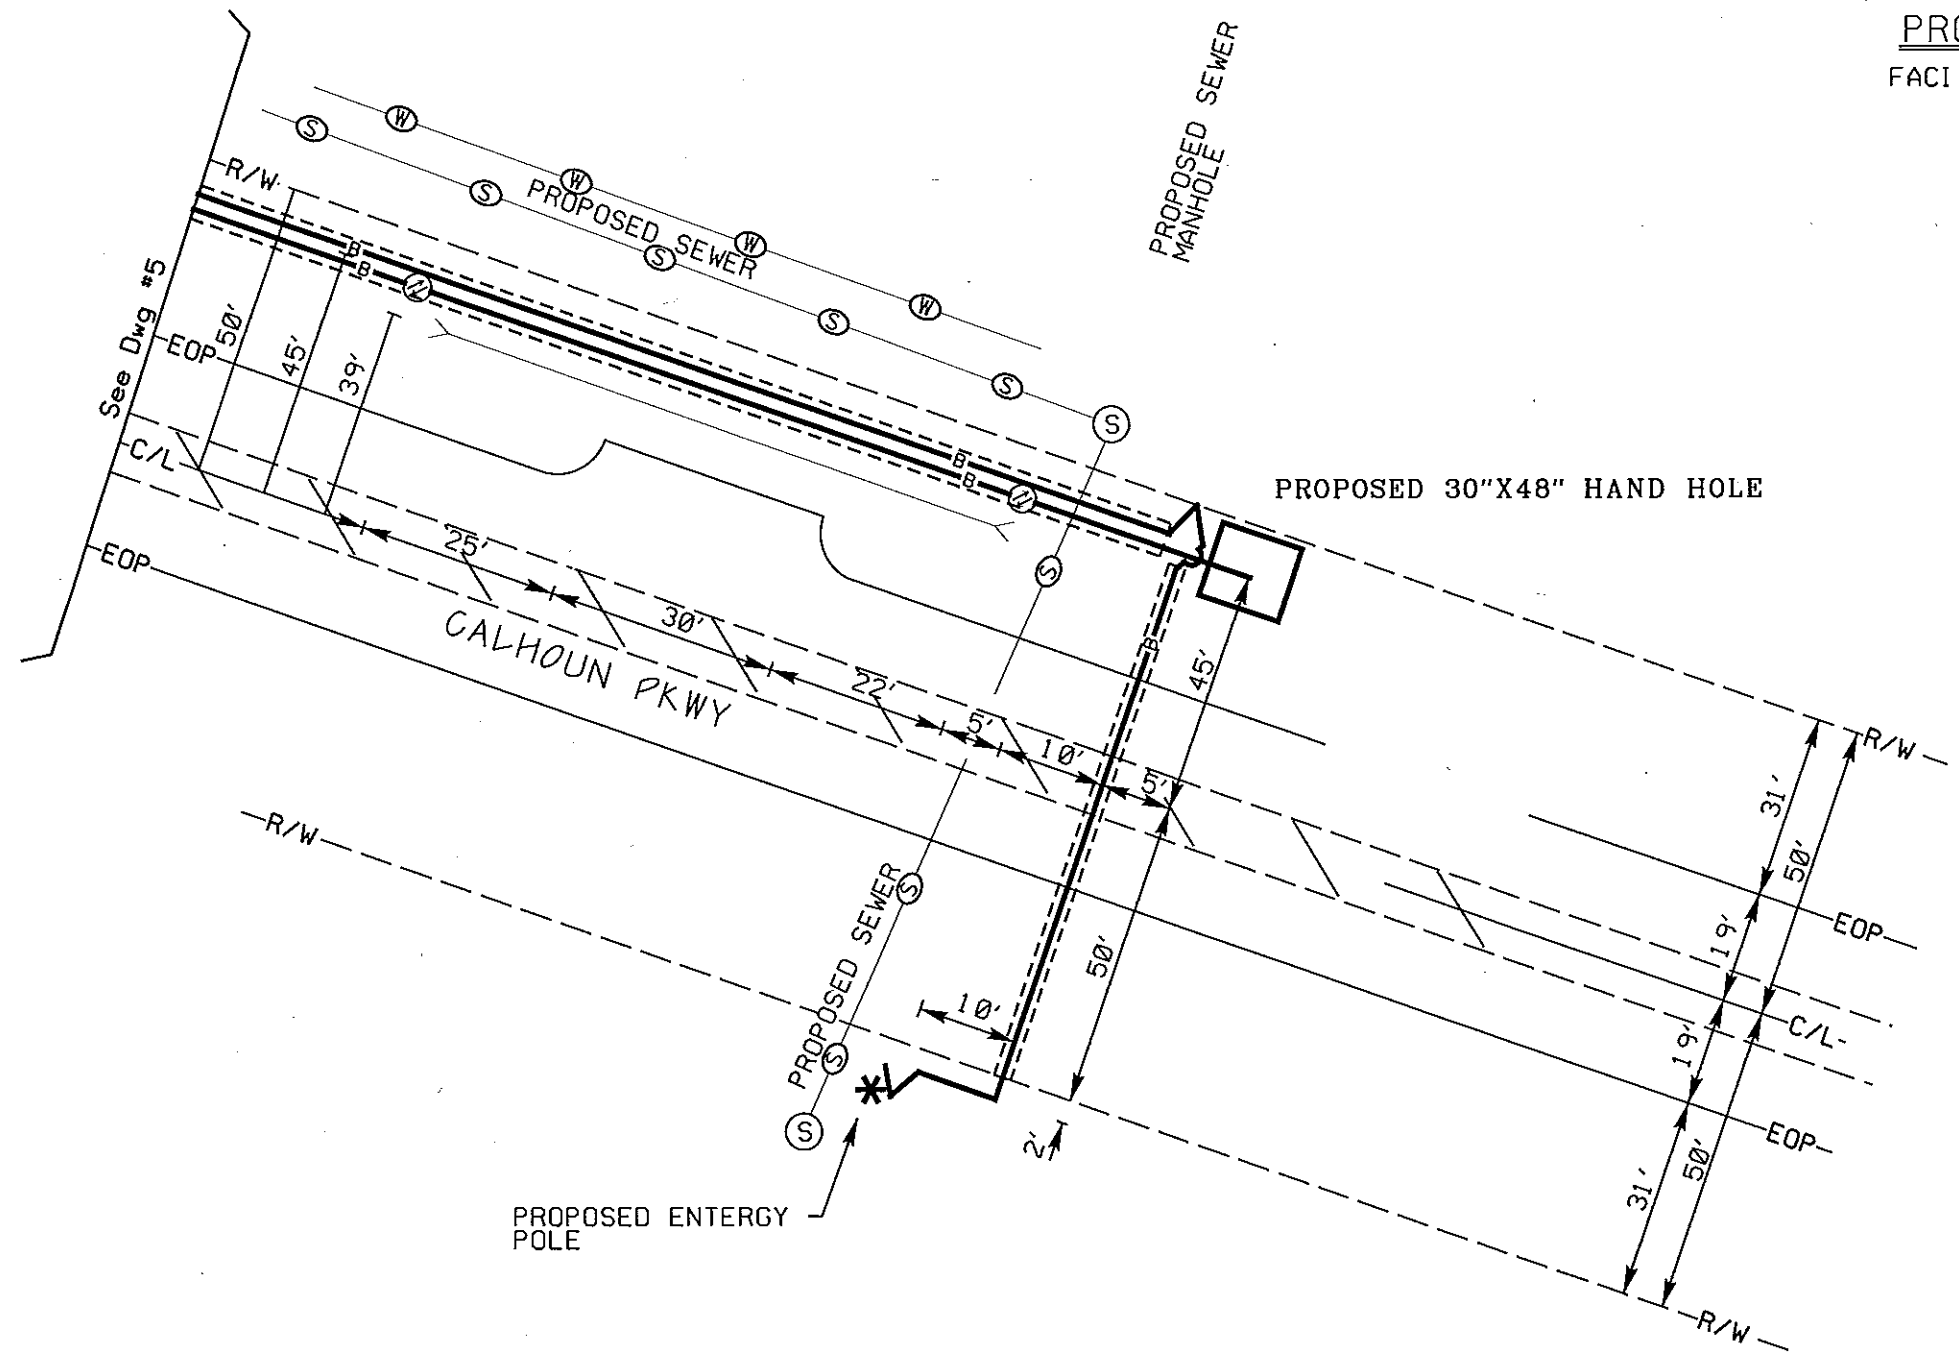 PRO
FACI
PROPOSED SEWER
MANHOLE
W
S
R/W
W
S
PROPOSED SEWER
W
S
B
B
W
S
See Dwg #5
EOP
50'
45'
39'
S
S
B
B
PROPOSED 30"X48" HAND HOLE
C/L
25'
S
EOP
30'
B
45'
CALHOUN PKWY
22'
5'
10'
5'
R/W
31'
R/W
50'
S
PROPOSED SEWER
EOP
19'
50'
10'
C/L
19'
S
S
2'
EOP
50'
31'
PROPOSED ENTERGY
POLE
R/W